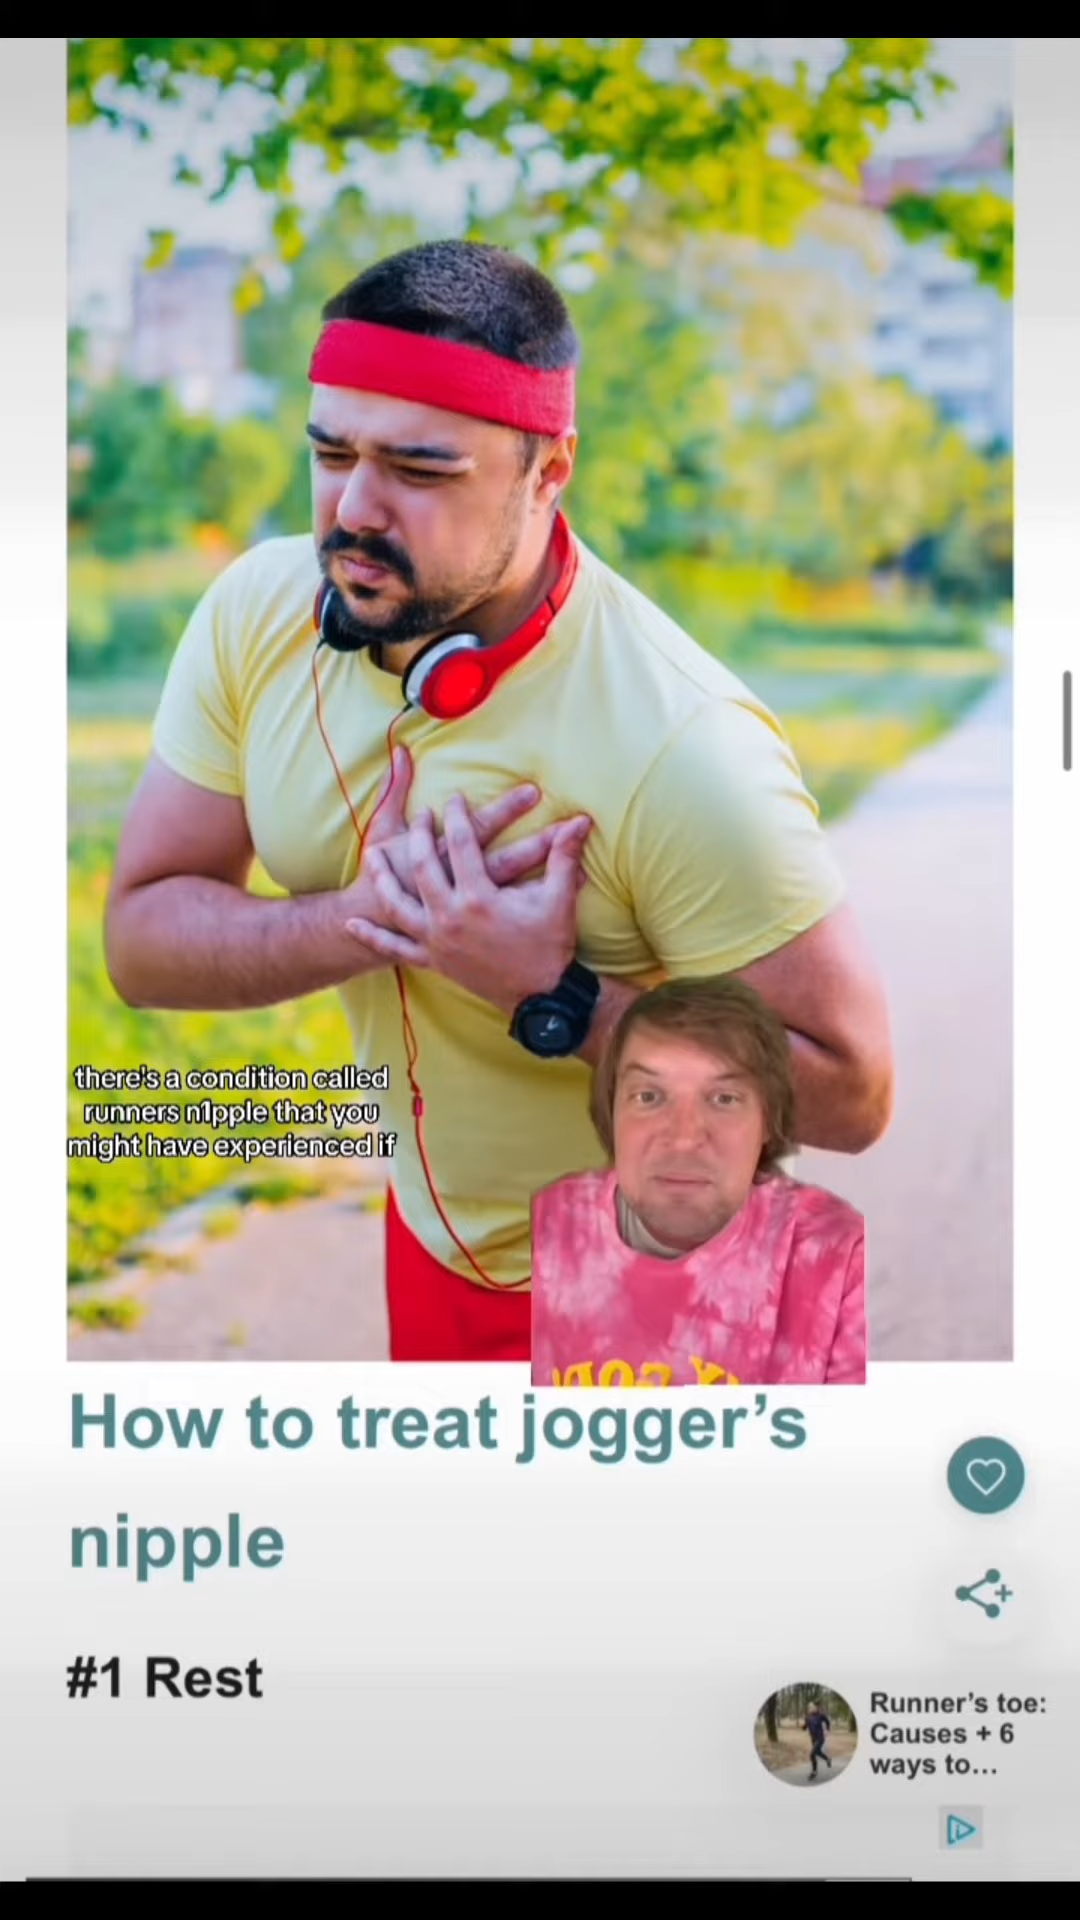 there's a condition called
runners n1pple that you
might have experienced if
How to treat jogger's
nipple
#1 Rest
Runner's toe:
Causes + 6
ways to...